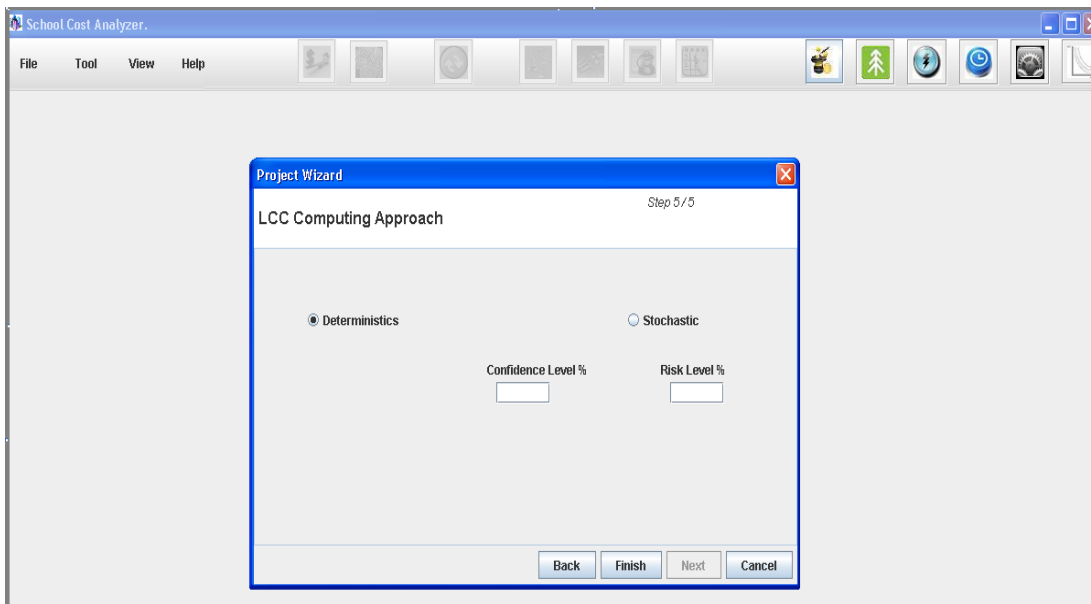 School Cost Analyzer.
File Tool View Help
Project Wizard
Step 5 / 5
LCC Computing Approach
Deterministics Stochastic
Confidence Level % Risk Level %
Back Finish Next Cancel